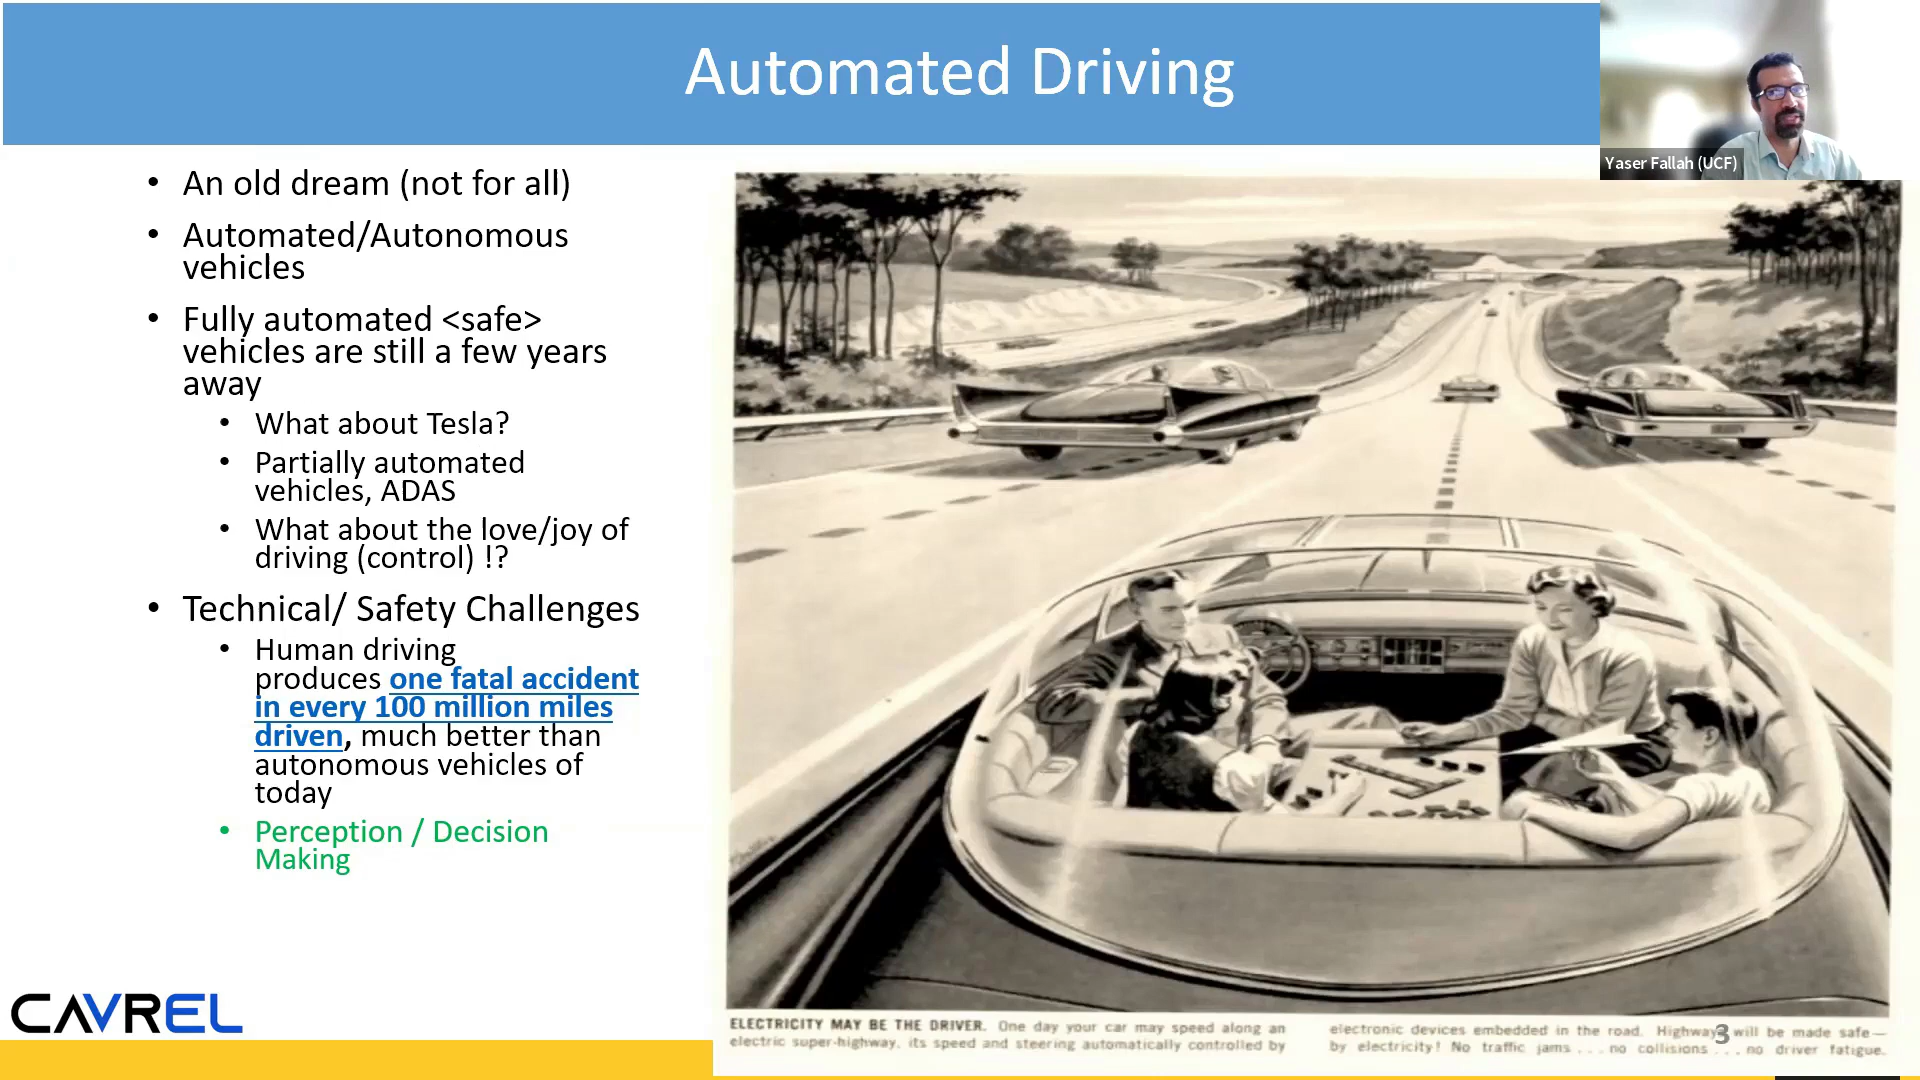 Automated Driving
Yaser Fallah (UCF)
• An old dream (not for all)
• Automated/Autonomous
vehicles
• Fully automated <safe>
vehicles are still a few years
away
• What about Tesla?
• Partially automated
vehicles, ADAS
• What about the love/joy of
driving (control) !?
• Technical/ Safety Challenges
• Human driving
produces one fatal accident
in every 100 million miles
driven, much better than
autonomous vehicles of
today
• Perception / Decision
Making
CAVREL
ELECTRICITY MAY BE THE DRIVER. One day your car may speed along an
electric super-highway, its speed and steering automatically controlled by
electronic devices embedded in the road. Highways will be made safe—
by electricity! No traffic jams . . . no collisions . . . no driver fatigue.
3